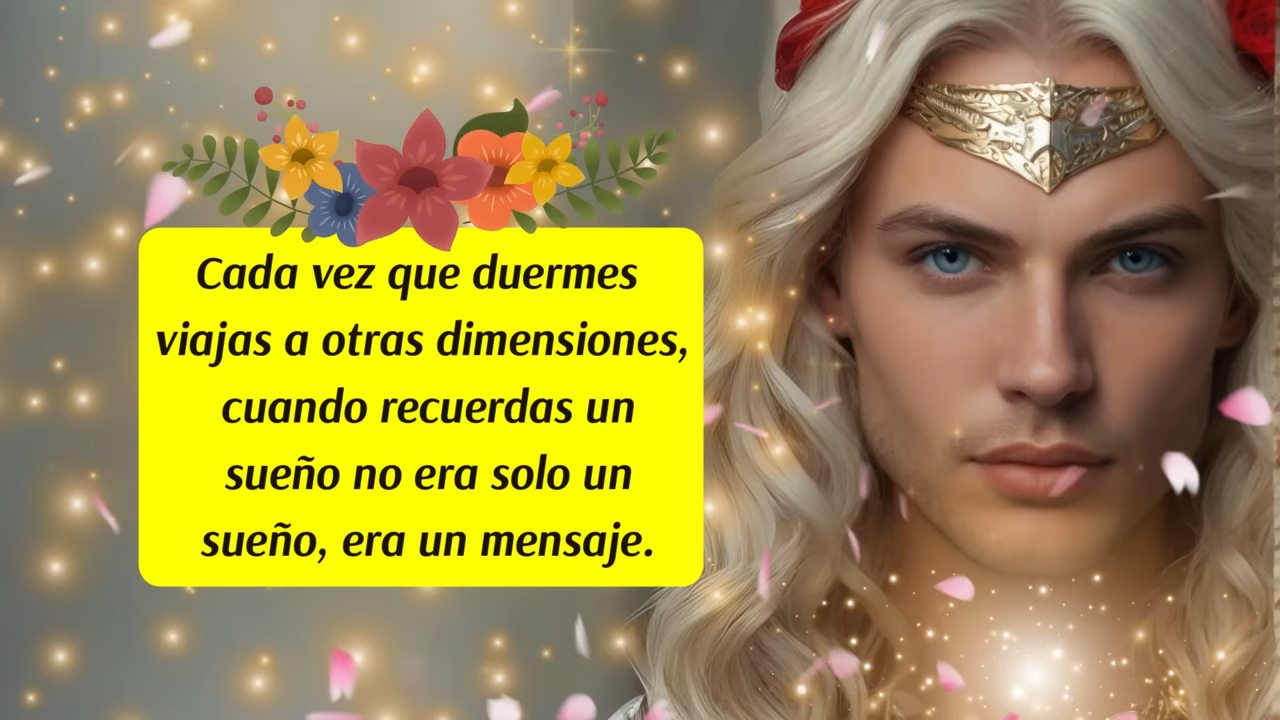 Cada vez que duermes
viajas a otras dimensiones,
cuando recuerdas un
sueño no era solo un
sueño, era un mensaje.